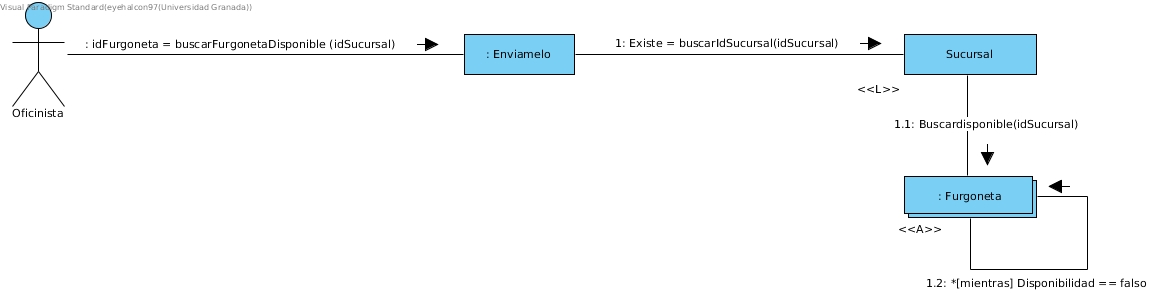 Visual Paradigm Standard(eyehalcon97(Universidad Granada))
: idFurgoneta = buscarFurgonetaDisponible (idSucursal)
1: Existe = buscarIdSucursal(idSucursal)
: Enviamelo
Sucursal
<<L>>
Oficinista
1.1: Buscardisponible(idSucursal)
: Furgoneta
<<A>>
1.2: *[mientras] Disponibilidad == falso